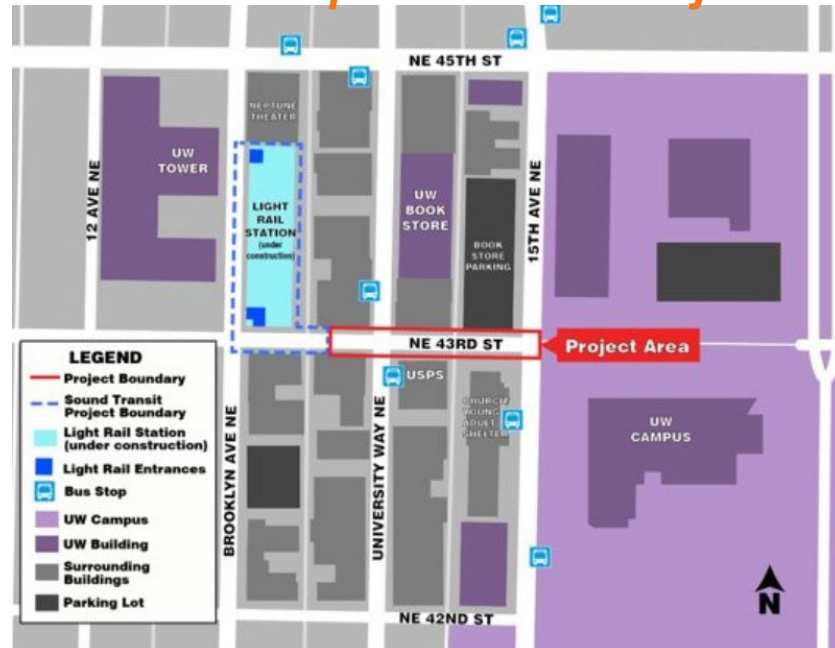 NE 45TH ST
NEPTUNE
THEATER
UW
TOWER
12 AVE NE
LIGHT
RAIL
STATION
(under
construction)
UW
BOOK
STORE
BOOK
STORE
PARKING
15TH AVE NE
NE 43RD ST
Project Area
USPS
CHURCH/
YOUNG
ADULT
SHELTER
UW
CAMPUS
BROOKLYN AVE NE
UNIVERSITY WAY NE
NE 42ND ST
N
LEGEND
Project Boundary
Sound Transit
Project Boundary
Light Rail Station
(under construction)
Light Rail Entrances
Bus Stop
UW Campus
UW Building
Surrounding
Buildings
Parking Lot